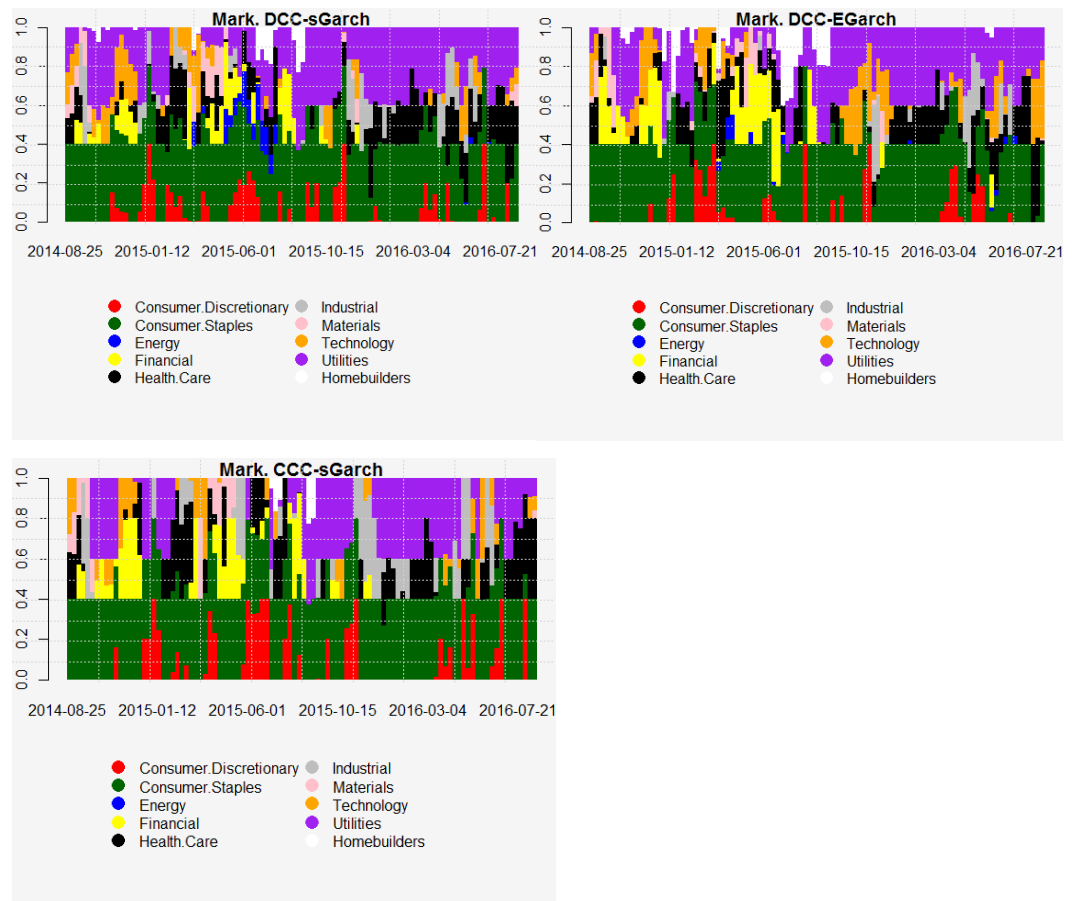 Mark. DCC-sGarch
0.0 0.2 0.4 0.6 0.8 1.0
2014-08-25 2015-01-12 2015-06-01 2015-10-15 2016-03-04 2016-07-21
Consumer.Discretionary Industrial
Consumer.Staples Materials
Energy Technology
Financial Utilities
Health.Care Homebuilders
Mark. DCC-EGarch
0.0 0.2 0.4 0.6 0.8 1.0
2014-08-25 2015-01-12 2015-06-01 2015-10-15 2016-03-04 2016-07-21
Consumer.Discretionary Industrial
Consumer.Staples Materials
Energy Technology
Financial Utilities
Health.Care Homebuilders
Mark. CCC-sGarch
0.0 0.2 0.4 0.6 0.8 1.0
2014-08-25 2015-01-12 2015-06-01 2015-10-15 2016-03-04 2016-07-21
Consumer.Discretionary Industrial
Consumer.Staples Materials
Energy Technology
Financial Utilities
Health.Care Homebuilders